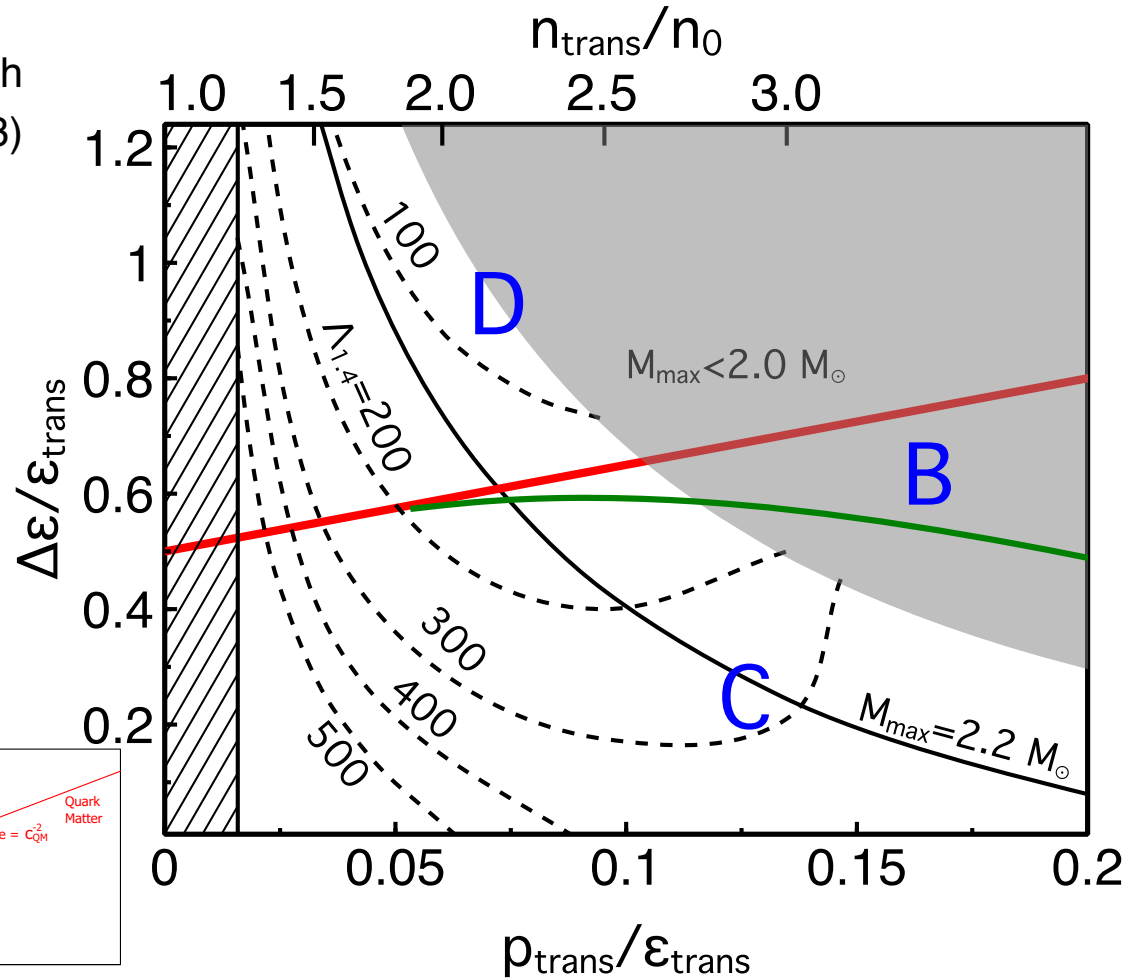 n_trans/n_0
h
1.0 1.5 2.0 2.5 3.0
3)
1.2
100
1
D
M_max<2.0 M_⊙
0.8
Λ_1.4=200
B
Δε/ε_trans
0.6
0.4
300
C
400
M_max=2.2 M_⊙
0.2
500
Quark
Matter
e = c_QM^-2
0 0.05 0.1 0.15 0.2
p_trans/ε_trans